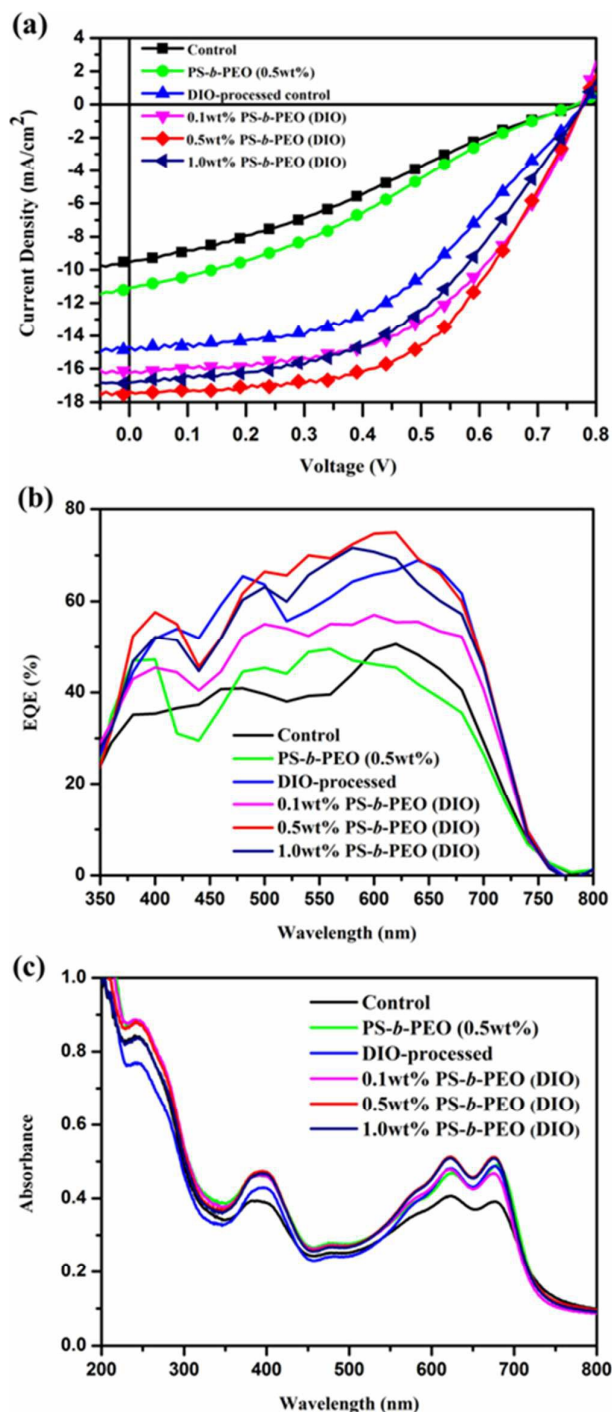 (a)
4
2
0
-2
-4
-6
-8
-10
-12
-14
-16
-18
Current Density (mA/cm²)
Control
PS-b-PEO (0.5wt%)
DIO-processed control
0.1wt% PS-b-PEO (DIO)
0.5wt% PS-b-PEO (DIO)
1.0wt% PS-b-PEO (DIO)
0.0 0.1 0.2 0.3 0.4 0.5 0.6 0.7 0.8
Voltage (V)
(b)
80
60
40
20
0
EQE (%)
Control
PS-b-PEO (0.5wt%)
DIO-processed
0.1wt% PS-b-PEO (DIO)
0.5wt% PS-b-PEO (DIO)
1.0wt% PS-b-PEO (DIO)
350 400 450 500 550 600 650 700 750 800
Wavelength (nm)
(c)
1.0
0.8
0.6
0.4
0.2
0.0
Absorbance
Control
PS-b-PEO (0.5wt%)
DIO-processed
0.1wt% PS-b-PEO (DIO)
0.5wt% PS-b-PEO (DIO)
1.0wt% PS-b-PEO (DIO)
200 300 400 500 600 700 800
Wavelength (nm)